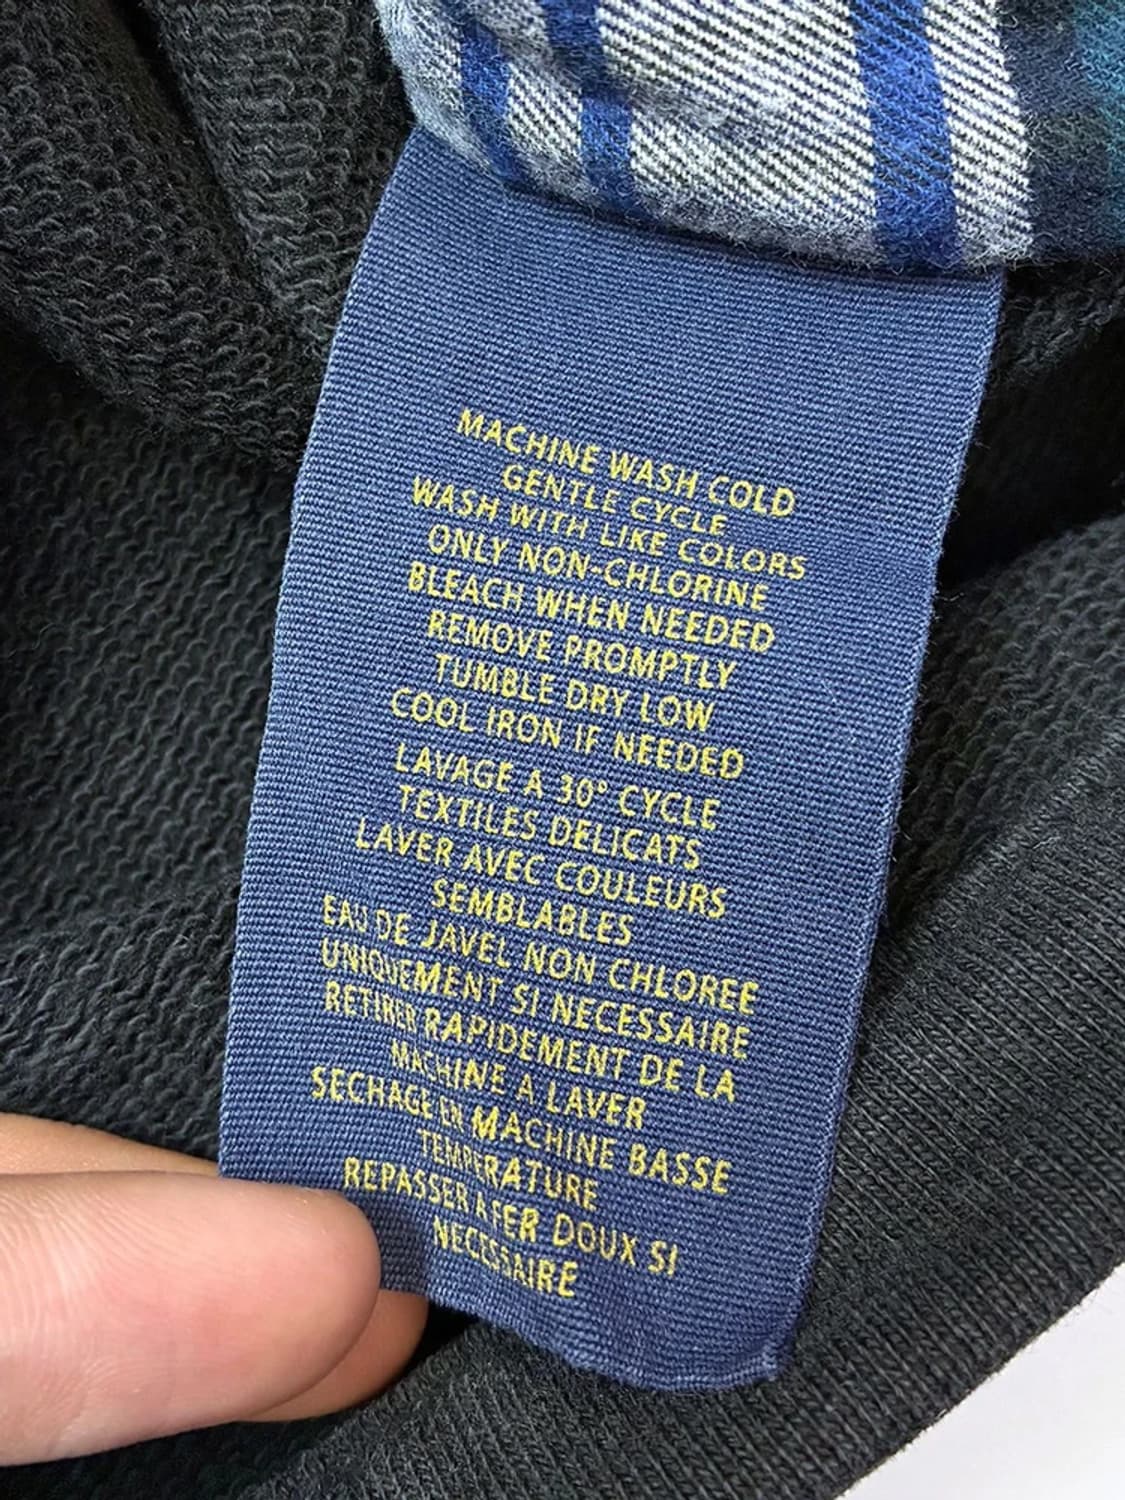 MACHINE WASH COLD
GENTLE CYCLE
WASH WITH LIKE COLORS
ONLY NON-CHLORINE
BLEACH WHEN NEEDED
REMOVE PROMPTLY
TUMBLE DRY LOW
COOL IRON IF NEEDED
LAVAGE A 30° CYCLE
TEXTILES DELICATS
LAVER AVEC COULEURS
SEMBLABLES
EAU DE JAVEL NON CHLOREE
UNIQUEMENT SI NECESSAIRE
RETIRER RAPIDEMENT DE LA
MACHINE A LAVER
SECHAGE EN MACHINE BASSE
TEMPERATURE
REPASSER A FER DOUX SI
NECESSAIRE